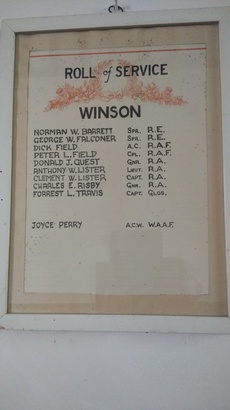 ROLL of SERVICE
WINSON
NORMAN W. BARRETT SPR. R.E.
GEORGE W. FALCONER SPR. R.E.
DICK FIELD A.C. R.A.F.
PETER L. FIELD CPL. R.A.F.
DONALD J. GUEST GNR. R.A.
ANTHONY W. LISTER LIEUT. R.A.
CLEMENT W. LISTER CAPT. R.A.
CHARLES E. RISBY GNR. R.A.
FORREST L. TRAVIS CAPT. GLOR.
JOYCE PERRY A.C.W. W.A.A.F.